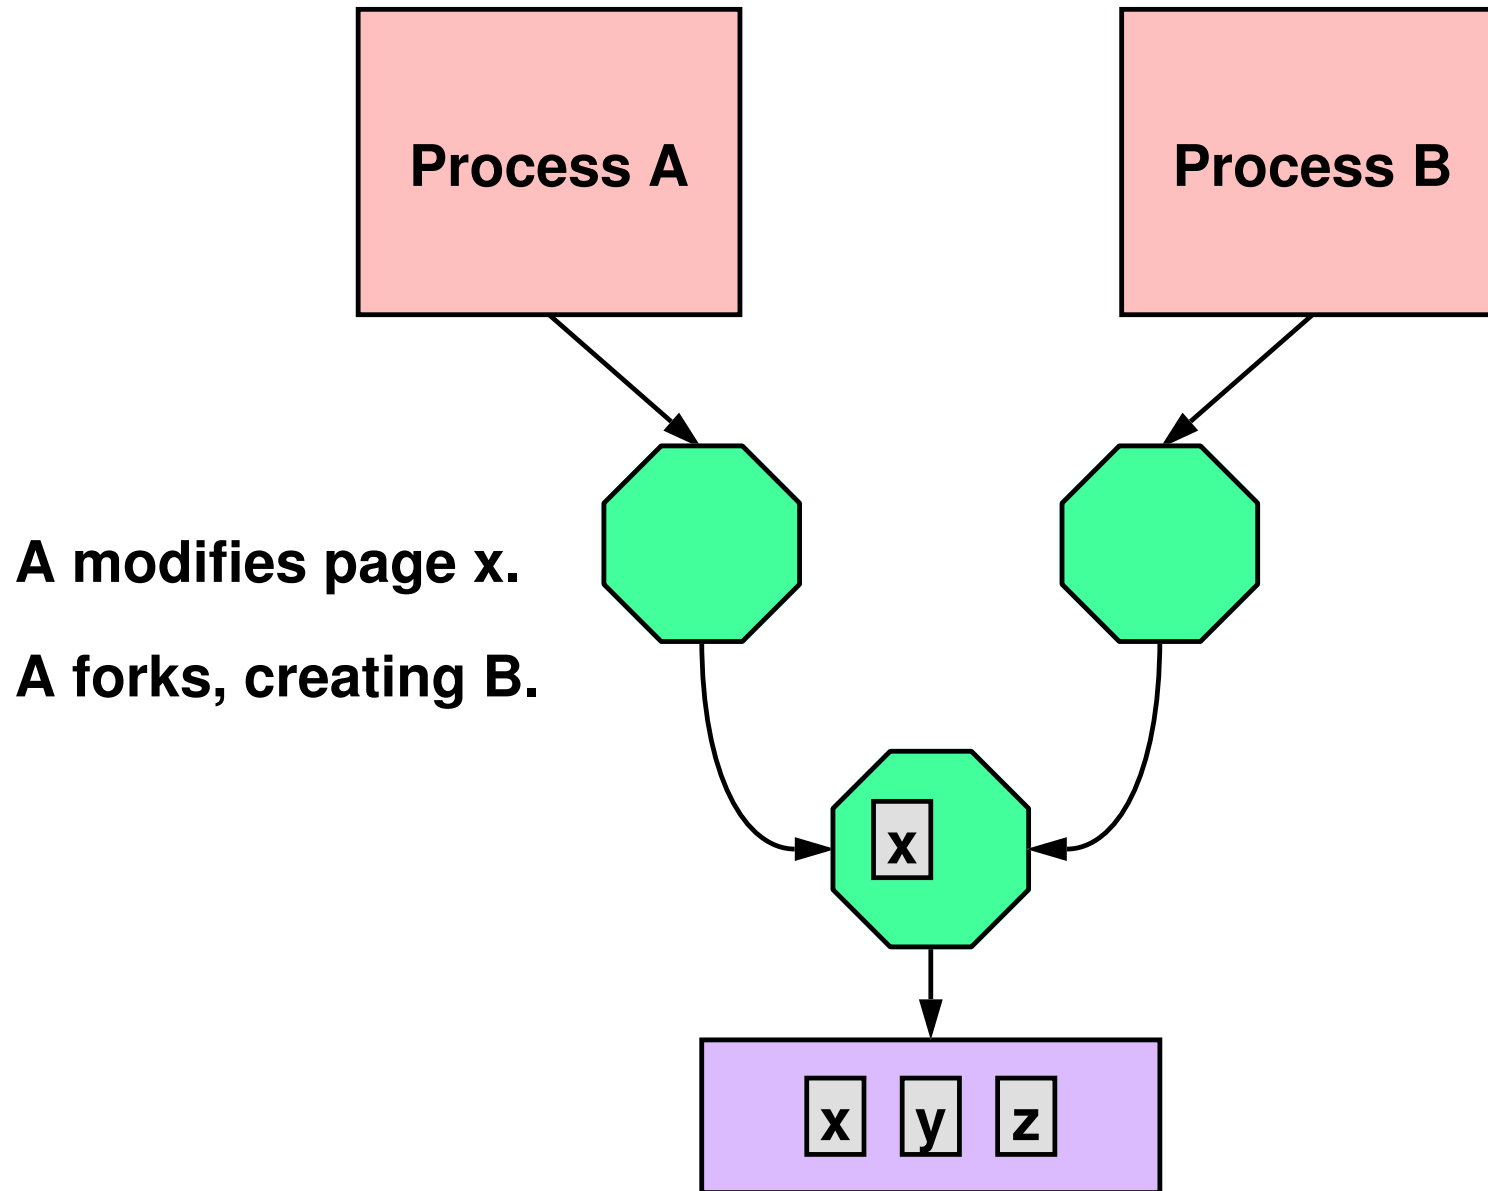 Process A
Process B
A modifies page x.
A forks, creating B.
x
x y z